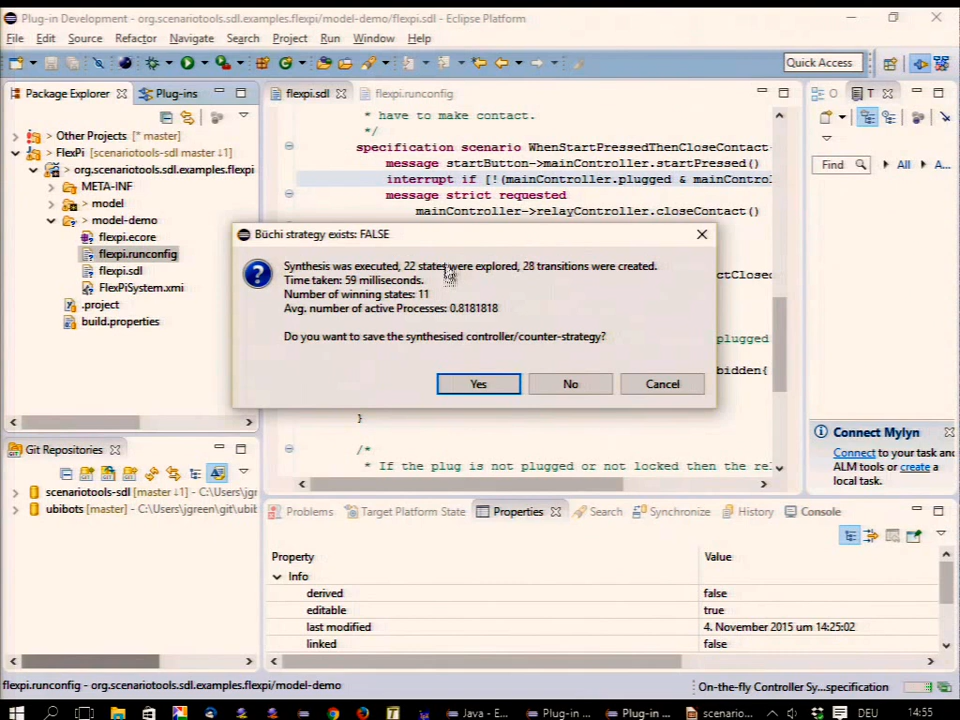 Plug-in Development - org.scenariotools.sdl.examples.flexpi/model-demo/flexpi.sdl - Eclipse Platform
File Edit Source Refactor Navigate Search Project Run Window Help
Quick Access
Package Explorer Plug-ins
flexpi.sdl flexpi.runconfig
O T
> Other Projects [* master]
> FlexPi [scenariotools-sdl master ↓1]
> org.scenariotools.sdl.examples.flexpi
META-INF
> model
> model-demo
flexpi.ecore
flexpi.runconfig
flexpi.sdl
FlexPiSystem.xmi
.project
build.properties
* have to make contact.
*/
specification scenario WhenStartPressedThenCloseContact
message startButton->mainController.startPressed()
interrupt if [!(mainController.plugged & mainContro
message strict requested
mainController->relayController.closeContact()
Find All A...
Büchi strategy exists: FALSE
Synthesis was executed, 22 states were explored, 28 transitions were created.
Time taken: 59 milliseconds.
Number of winning states: 11
Avg. number of active Processes: 0.8181818
Do you want to save the synthesised controller/counter-strategy?
Yes No Cancel
ctClose
plugged
bidden{
}
/*
* If the plug is not plugged or not locked then the re
Connect Mylyn
Connect to your task and
ALM tools or create a
local task.
Git Repositories
scenariotools-sdl [master ↓1] - C:\Users\jgreen\git
ubibots [master] - C:\Users\jgreen\git\ubib
Problems Target Platform State Properties Search Synchronize History Console
Property Value
Info
derived false
editable true
last modified 4. November 2015 um 14:25:02
linked false
flexpi.runconfig - org.scenariotools.sdl.examples.flexpi/model-demo
On-the-fly Controller Sy...specification
Java - E... Plug-in ... Plug-in ... scenario... DEU 14:55